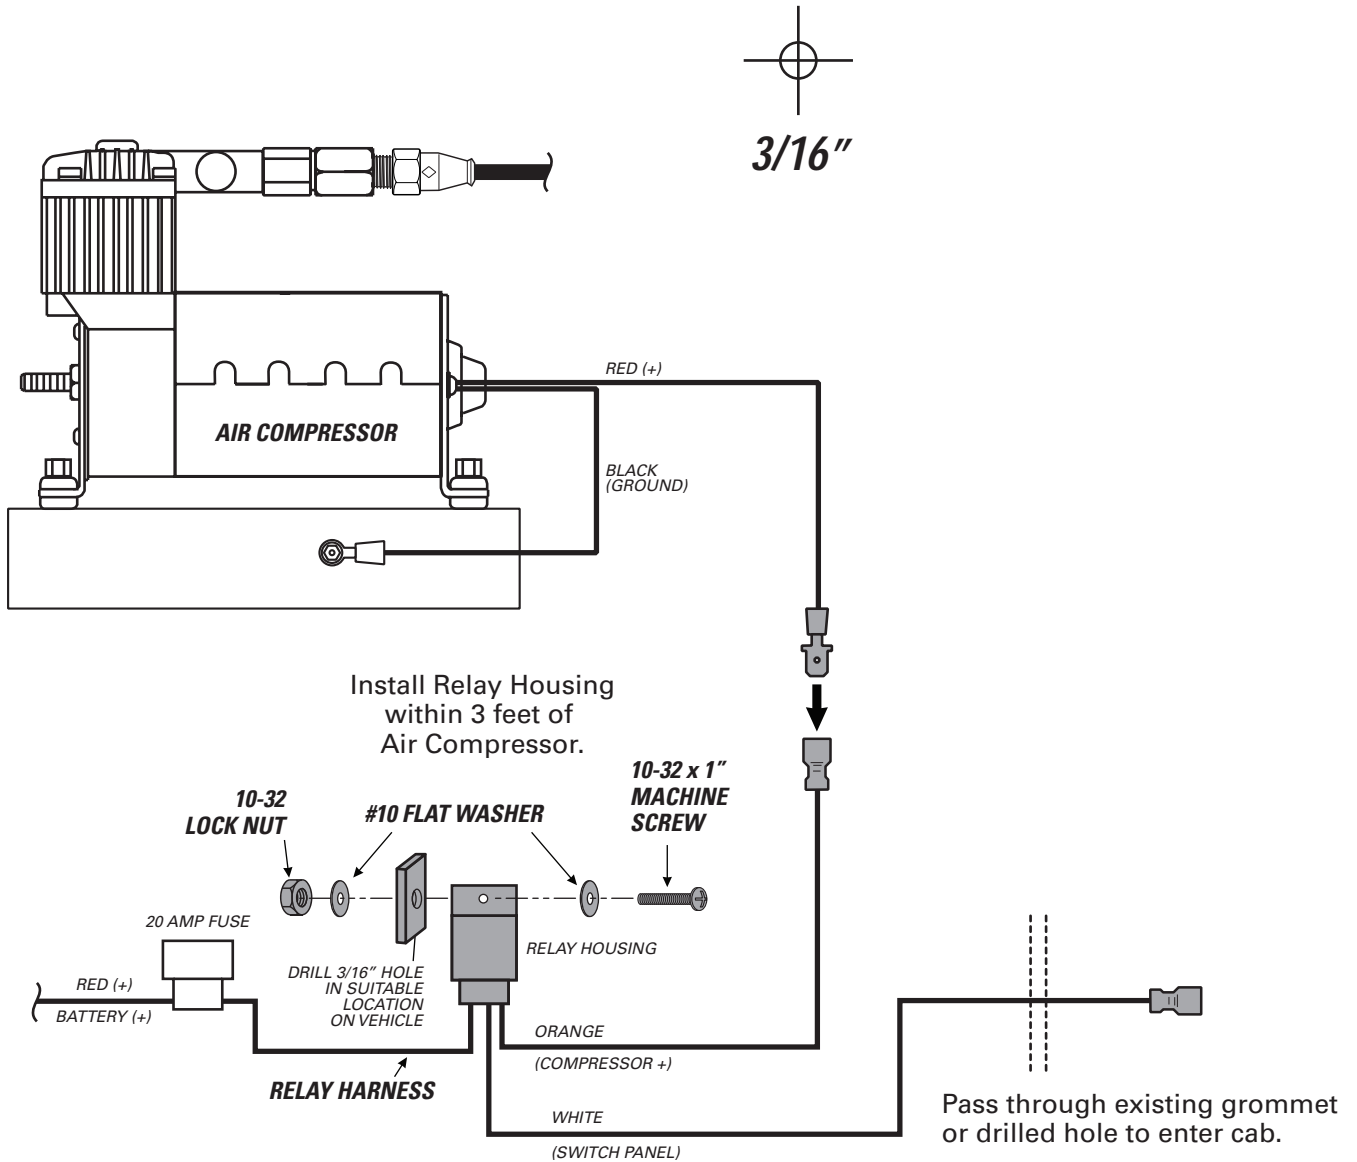 3/16”
RED (+)
AIR COMPRESSOR
BLACK
(GROUND)
Install Relay Housing
within 3 feet of
Air Compressor.
10-32 x 1”
MACHINE
SCREW
10-32
LOCK NUT
#10 FLAT WASHER
20 AMP FUSE
RELAY HOUSING
DRILL 3/16” HOLE
IN SUITABLE
LOCATION
ON VEHICLE
RED (+)
BATTERY (+)
ORANGE
(COMPRESSOR +)
RELAY HARNESS
WHITE
(SWITCH PANEL)
Pass through existing grommet
or drilled hole to enter cab.